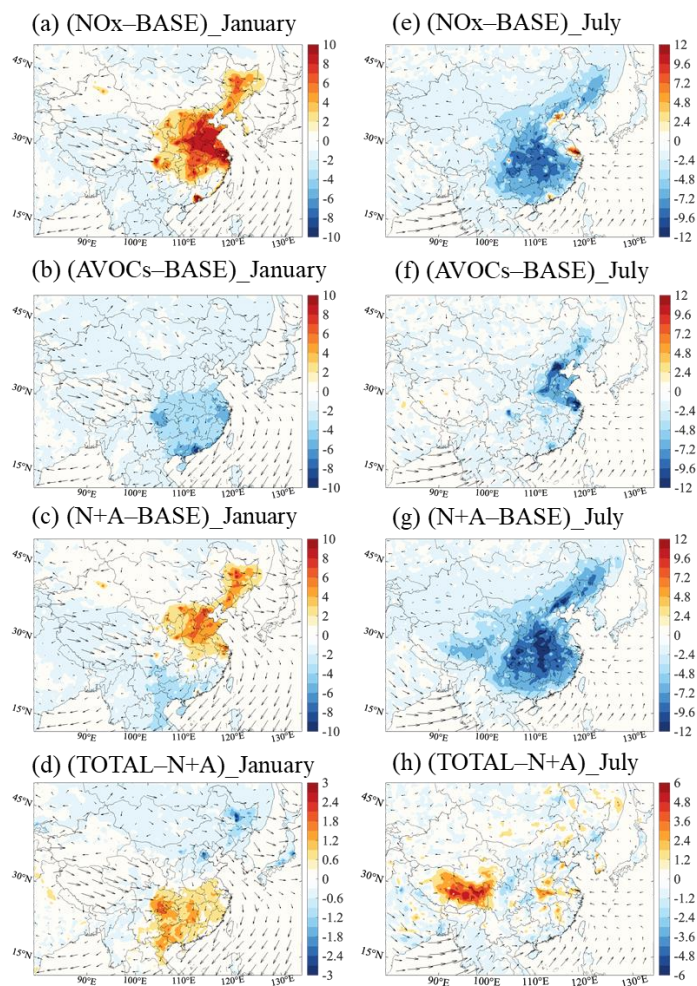 (a) (NOx–BASE)_January
45°N
30°N
15°N
90°E 100°E 110°E 120°E 130°E
10
8
6
4
2
0
-2
-4
-6
-8
-10
(e) (NOx–BASE)_July
45°N
30°N
15°N
90°E 100°E 110°E 120°E 130°E
12
9.6
7.2
4.8
2.4
0
-2.4
-4.8
-7.2
-9.6
-12
(b) (AVOCs–BASE)_January
45°N
30°N
15°N
90°E 100°E 110°E 120°E 130°E
10
8
6
4
2
0
-2
-4
-6
-8
-10
(f) (AVOCs–BASE)_July
45°N
30°N
15°N
90°E 100°E 110°E 120°E 130°E
12
9.6
7.2
4.8
2.4
0
-2.4
-4.8
-7.2
-9.6
-12
(c) (N+A–BASE)_January
45°N
30°N
15°N
90°E 100°E 110°E 120°E 130°E
10
8
6
4
2
0
-2
-4
-6
-8
-10
(g) (N+A–BASE)_July
45°N
30°N
15°N
90°E 100°E 110°E 120°E 130°E
12
9.6
7.2
4.8
2.4
0
-2.4
-4.8
-7.2
-9.6
-12
(d) (TOTAL–N+A)_January
45°N
30°N
15°N
90°E 100°E 110°E 120°E 130°E
3
2.4
1.8
1.2
0.6
0
-0.6
-1.2
-1.8
-2.4
-3
(h) (TOTAL–N+A)_July
45°N
30°N
15°N
90°E 100°E 110°E 120°E 130°E
6
4.8
3.6
2.4
1.2
0
-1.2
-2.4
-3.6
-4.8
-6